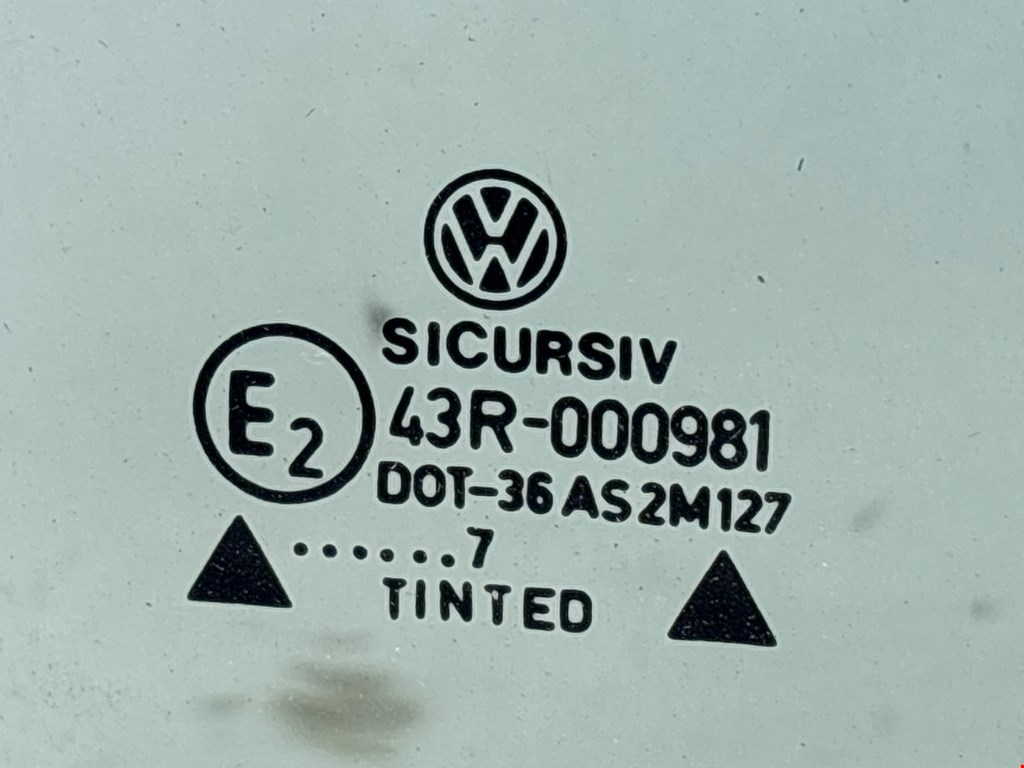 SICURSIV
E2 43R-000981
DOT-36 AS2M127
......7
TINTED